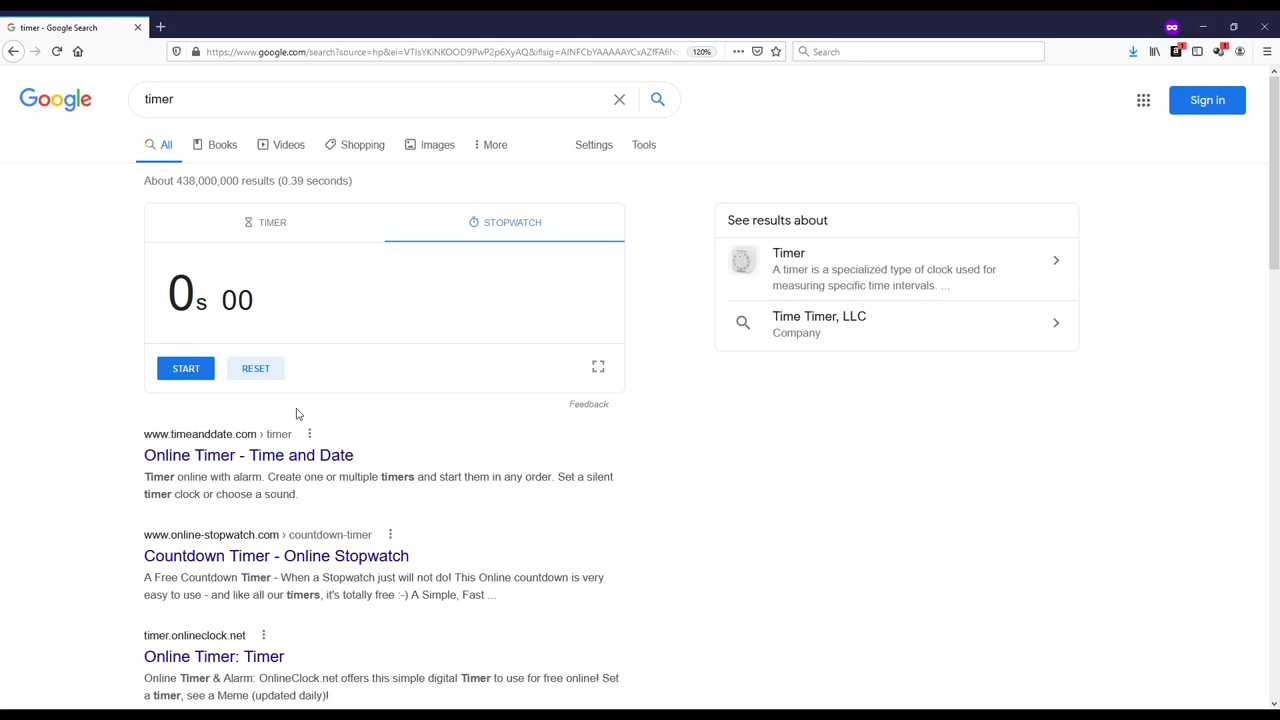 timer - Google Search
https://www.google.com/search?source=hp&ei=VTIsYKiNKOOD9PwP2p6XyAQ&iflsig=AINFCbYAAAAAYCxAZfFAfiNz
120%
Search
Google
timer
Sign in
All
Books
Videos
Shopping
Images
More
Settings
Tools
About 438,000,000 results (0.39 seconds)
TIMER
STOPWATCH
0s 00
START
RESET
Feedback
See results about
Timer
A timer is a specialized type of clock used for
measuring specific time intervals. ...
Time Timer, LLC
Company
www.timeanddate.com › timer
Online Timer - Time and Date
Timer online with alarm. Create one or multiple timers and start them in any order. Set a silent
timer clock or choose a sound.
www.online-stopwatch.com › countdown-timer
Countdown Timer - Online Stopwatch
A Free Countdown Timer - When a Stopwatch just will not do! This Online countdown is very
easy to use - and like all our timers, it's totally free :-) A Simple, Fast ...
timer.onlineclock.net
Online Timer: Timer
Online Timer & Alarm: OnlineClock.net offers this simple digital Timer to use for free online! Set
a timer, see a Meme (updated daily)!